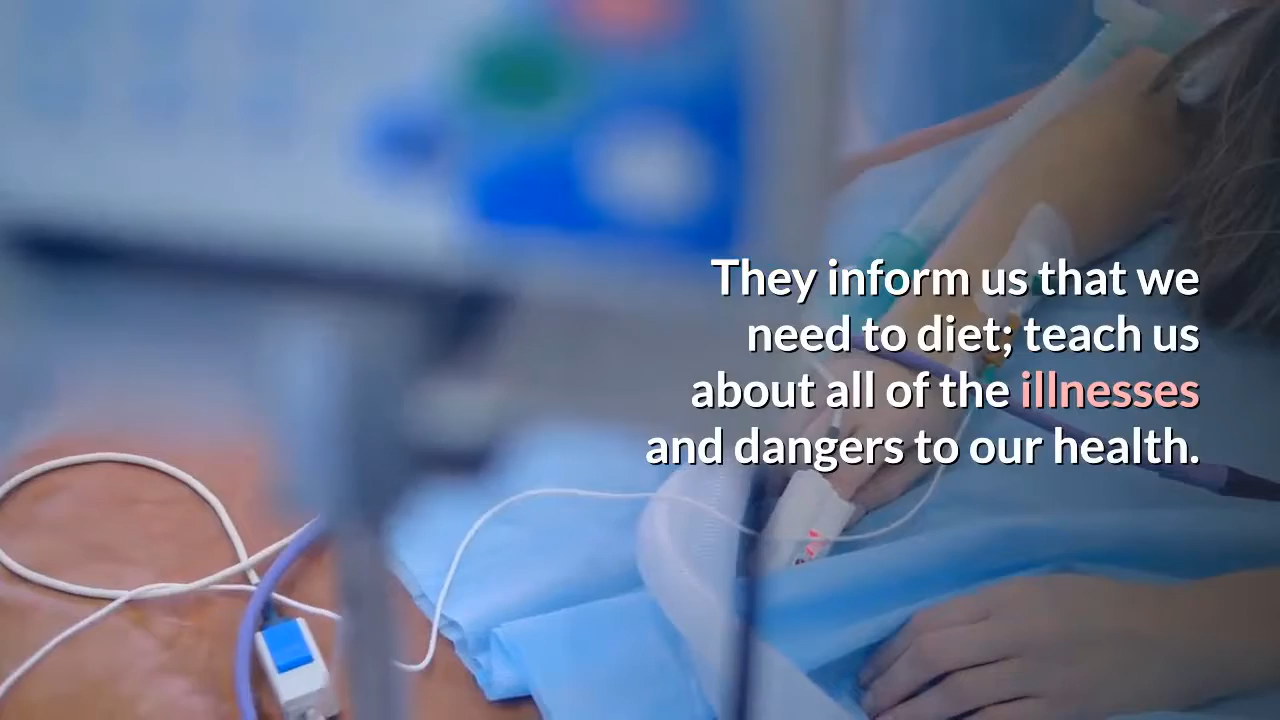 They inform us that we
need to diet; teach us
about all of the illnesses
and dangers to our health.